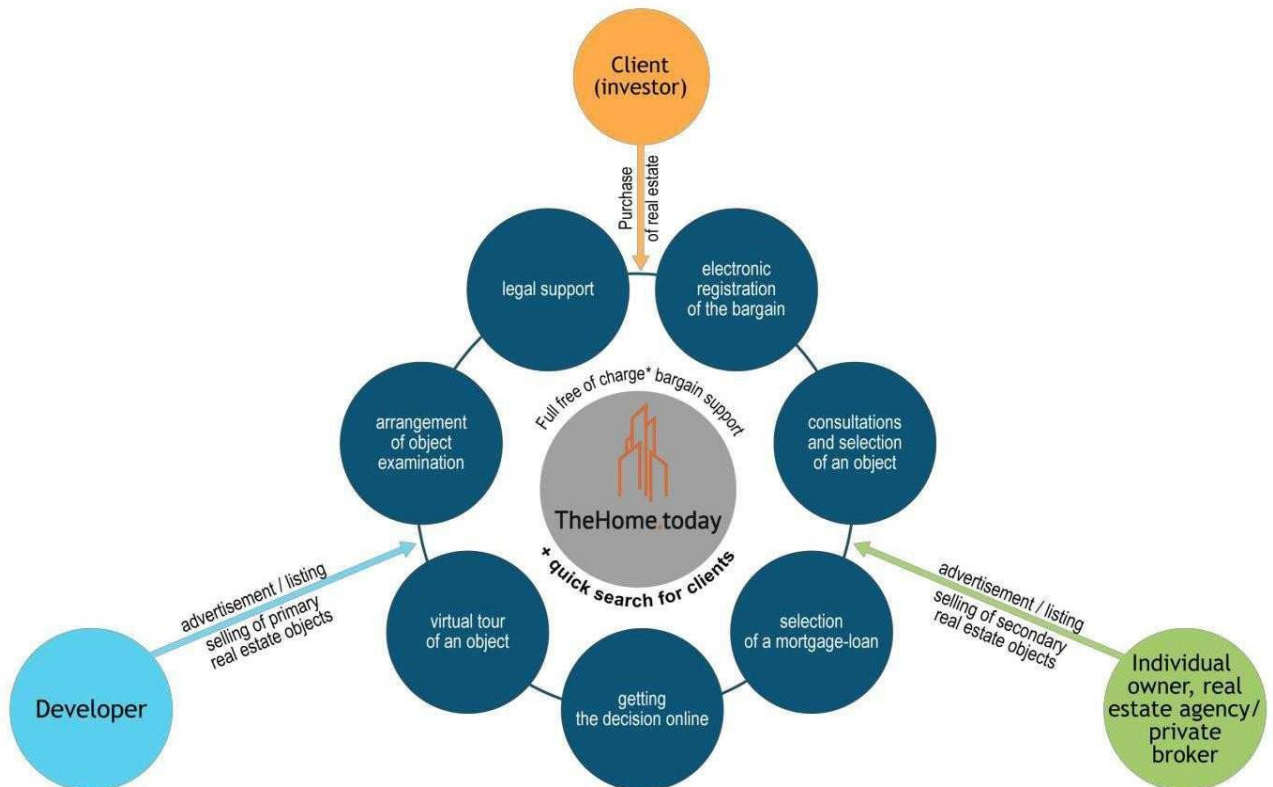 Client
(investor)
Purchase
of real estate
legal support
electronic
registration
of the bargain
arrangement
of object
examination
Full free of charge* bargain support
consultations
and selection
of an object
TheHome.today
+ quick search for clients
advertisement / listing
selling of primary
real estate objects
virtual tour
of an object
selection
of a mortgage-loan
advertisement / listing
selling of secondary
real estate objects
getting
the decision online
Developer
Individual
owner, real
estate agency/
private
broker